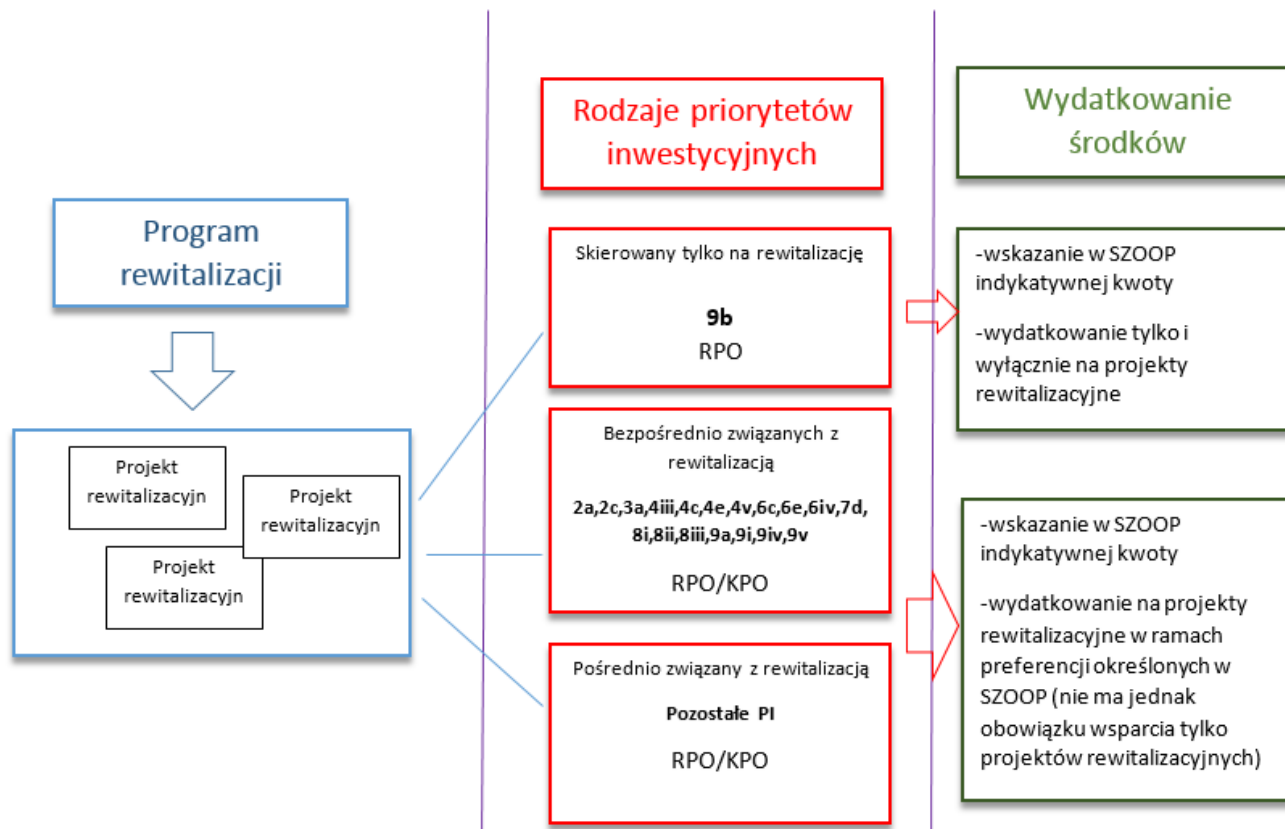 Program
rewitalizacji
Projekt
rewitalizacyjn
Projekt
rewitalizacyjn
Projekt
rewitalizacyjn
Rodzaje priorytetów
inwestycyjnych
Skierowany tylko na rewitalizację
9b
RPO
Bezpośrednio związanych z
rewitalizacją
2a,2c,3a,4iii,4c,4e,4v,6c,6e,6iv,7d,
8i,8ii,8iii,9a,9i,9iv,9v
RPO/KPO
Pośrednio związany z rewitalizacją
Pozostałe PI
RPO/KPO
Wydatkowanie
środków
-wskazanie w SZOOP
indykatywnej kwoty
-wydatkowanie tylko i
wyłącznie na projekty
rewitalizacyjne
-wskazanie w SZOOP
indykatywnej kwoty
-wydatkowanie na projekty
rewitalizacyjne w ramach
preferencji określonych w
SZOOP (nie ma jednak
obowiązku wsparcia tylko
projektów rewitalizacyjnych)